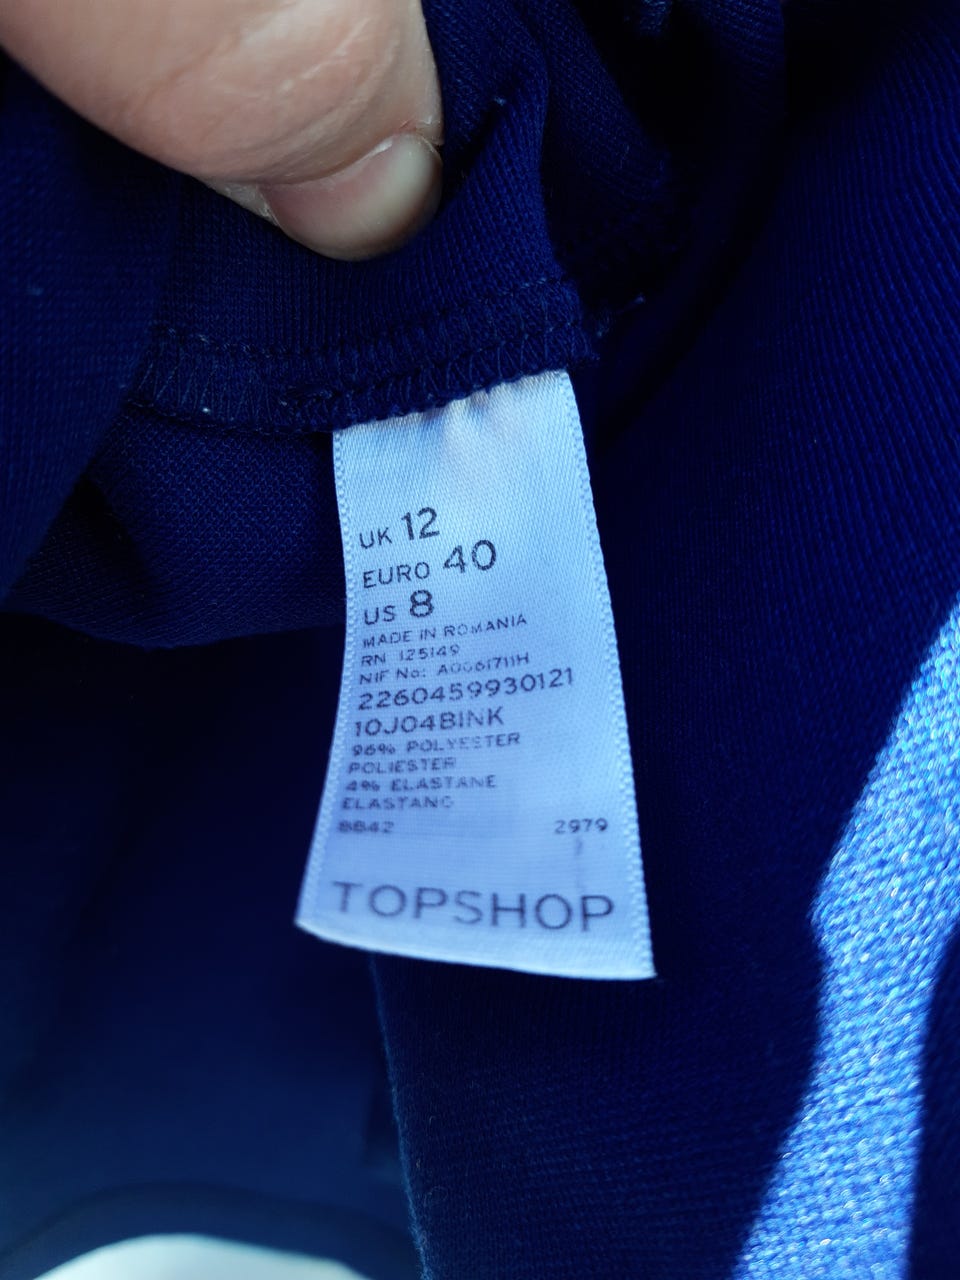 UK 12
EURO 40
US 8
MADE IN ROMANIA
RN 125149
NIF No: A0061711H
2260459930121
10J04BINK
96% POLYESTER
POLIESTER
4% ELASTANE
ELASTANO
8842 2979
TOPSHOP